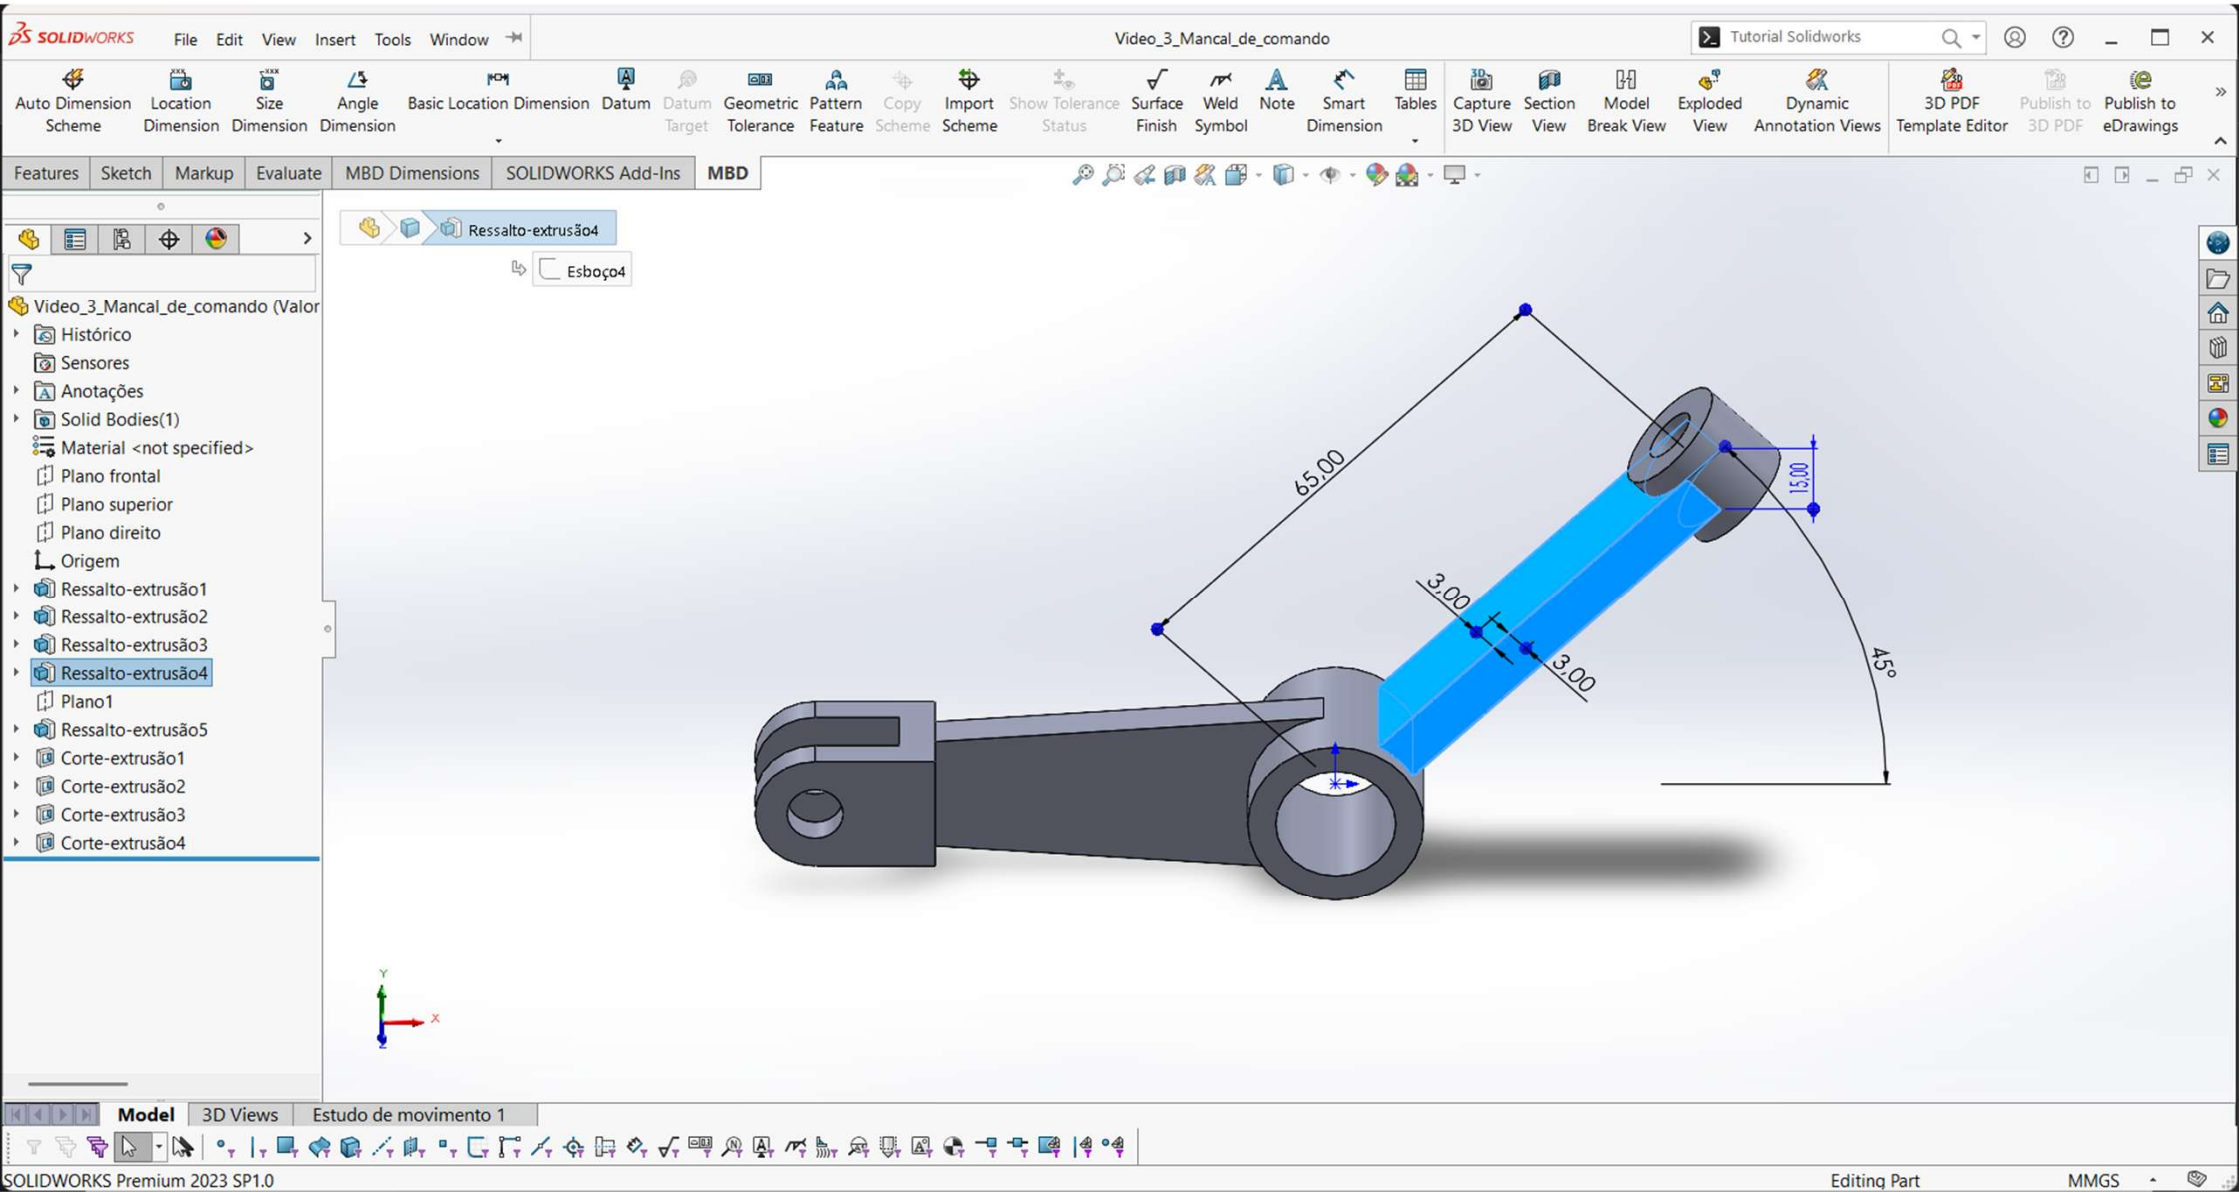 SOLIDWORKS File Edit View Insert Tools Window Video_3_Mancal_de_comando Tutorial Solidworks
Auto Dimension Scheme
Location Dimension
Size Dimension
Angle Dimension
Basic Location Dimension
Datum
Datum Target
Geometric Tolerance
Pattern Feature
Copy Scheme
Import Scheme
Show Tolerance Status
Surface Finish
Weld Symbol
Note
Smart Dimension
Tables
Capture 3D View
Section View
Model Break View
Exploded View
Dynamic Annotation Views
3D PDF Template Editor
Publish to 3D PDF
Publish to eDrawings
Features Sketch Markup Evaluate MBD Dimensions SOLIDWORKS Add-Ins MBD
Ressalto-extrusão4
Esboço4
Video_3_Mancal_de_comando (Valor
Histórico
Sensores
Anotações
Solid Bodies(1)
Material <not specified>
Plano frontal
Plano superior
Plano direito
Origem
Ressalto-extrusão1
Ressalto-extrusão2
Ressalto-extrusão3
Ressalto-extrusão4
Plano1
Ressalto-extrusão5
Corte-extrusão1
Corte-extrusão2
Corte-extrusão3
Corte-extrusão4
65,00
15,00
3,00
3,00
45°
Y
X
Z
Model 3D Views Estudo de movimento 1
SOLIDWORKS Premium 2023 SP1.0 Editing Part MMGS